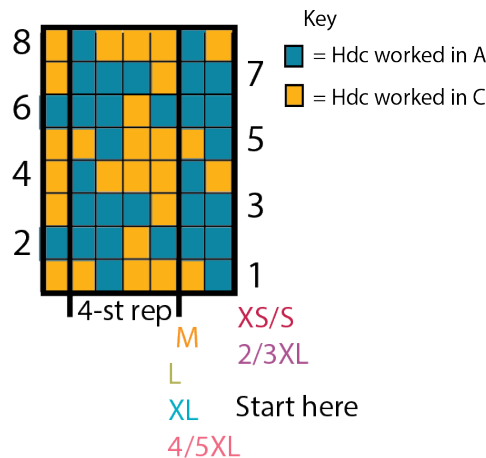 Key
= Hdc worked in A
= Hdc worked in C
8
7
6
5
4
3
2
1
4-st rep
XS/S
M
2/3XL
L
XL
Start here
4/5XL